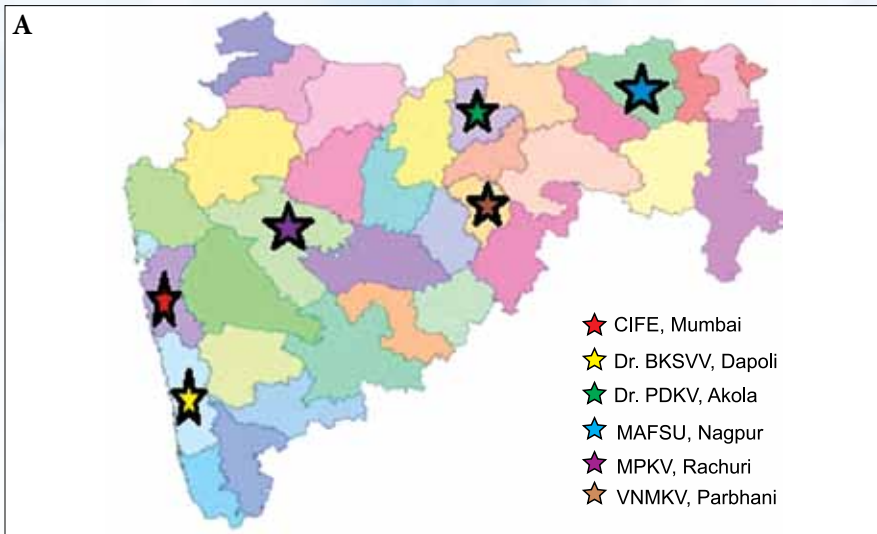 A
CIFE, Mumbai
Dr. BKSVV, Dapoli
Dr. PDKV, Akola
MAFSU, Nagpur
MPKV, Rachuri
VNMKV, Parbhani